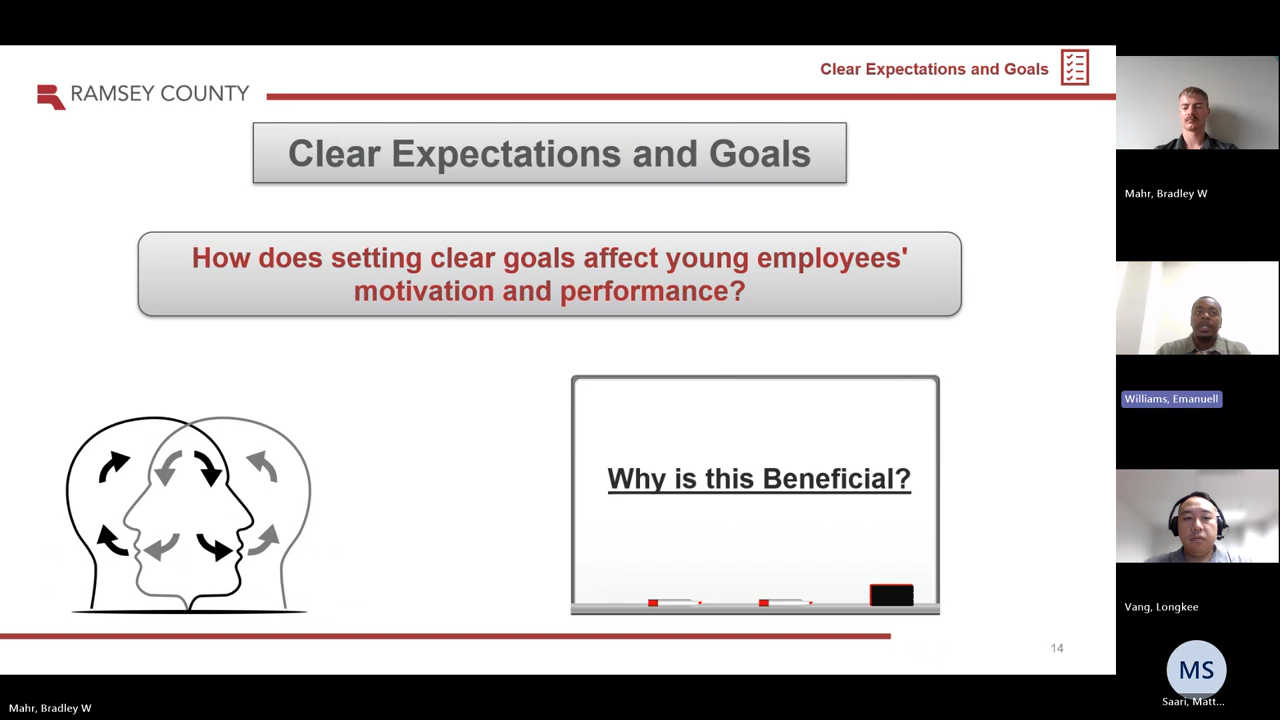 Clear Expectations and Goals
RAMSEY COUNTY
Clear Expectations and Goals
How does setting clear goals affect young employees'
motivation and performance?
Why is this Beneficial?
14
Mahr, Bradley W
Williams, Emanuell
Vang, Longkee
MS
Saari, Matt...
Mahr, Bradley W